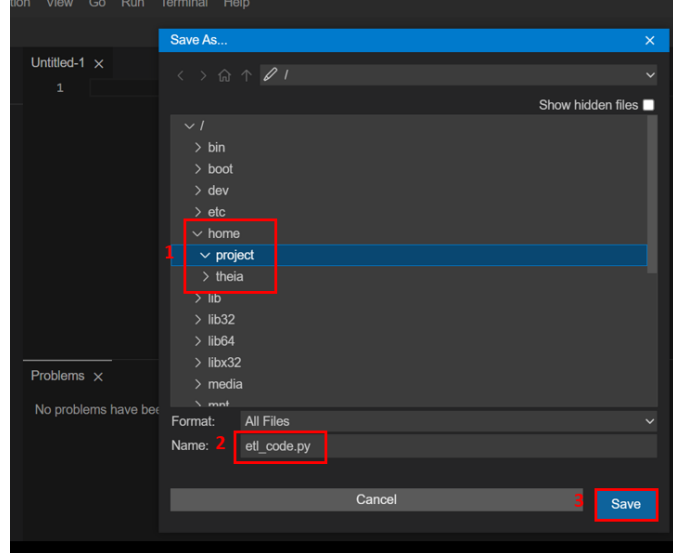 tion View Go Run Terminal Help
Save As...
Untitled-1
/
1
Show hidden files
/
bin
boot
dev
etc
home
1 project
theia
lib
lib32
lib64
libx32
Problems
media
No problems have bee
mnt
Format: All Files
Name: 2 etl_code.py
Cancel
3 Save